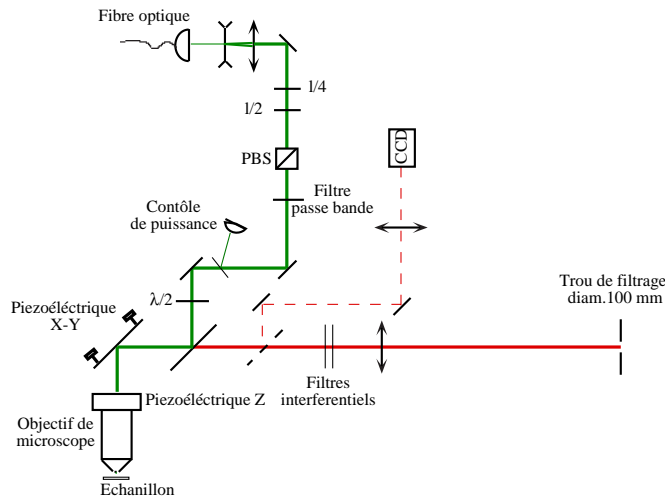 Fibre optique
l/4
l/2
PBS
CCD
Filtre
passe bande
Contôle
de puissance
Trou de filtrage
diam.100 mm
λ/2
Piezoéléctrique
X-Y
Piezoéléctrique Z
Filtres
interferentiels
Objectif de
microscope
Echanillon